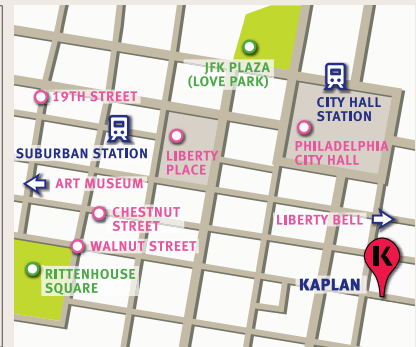 JFK PLAZA
(LOVE PARK)
19TH STREET
CITY HALL
STATION
SUBURBAN STATION
LIBERTY
PLACE
PHILADELPHIA
CITY HALL
ART MUSEUM
CHESTNUT
STREET
LIBERTY BELL
WALNUT STREET
K
RITTENHOUSE
SQUARE
KAPLAN